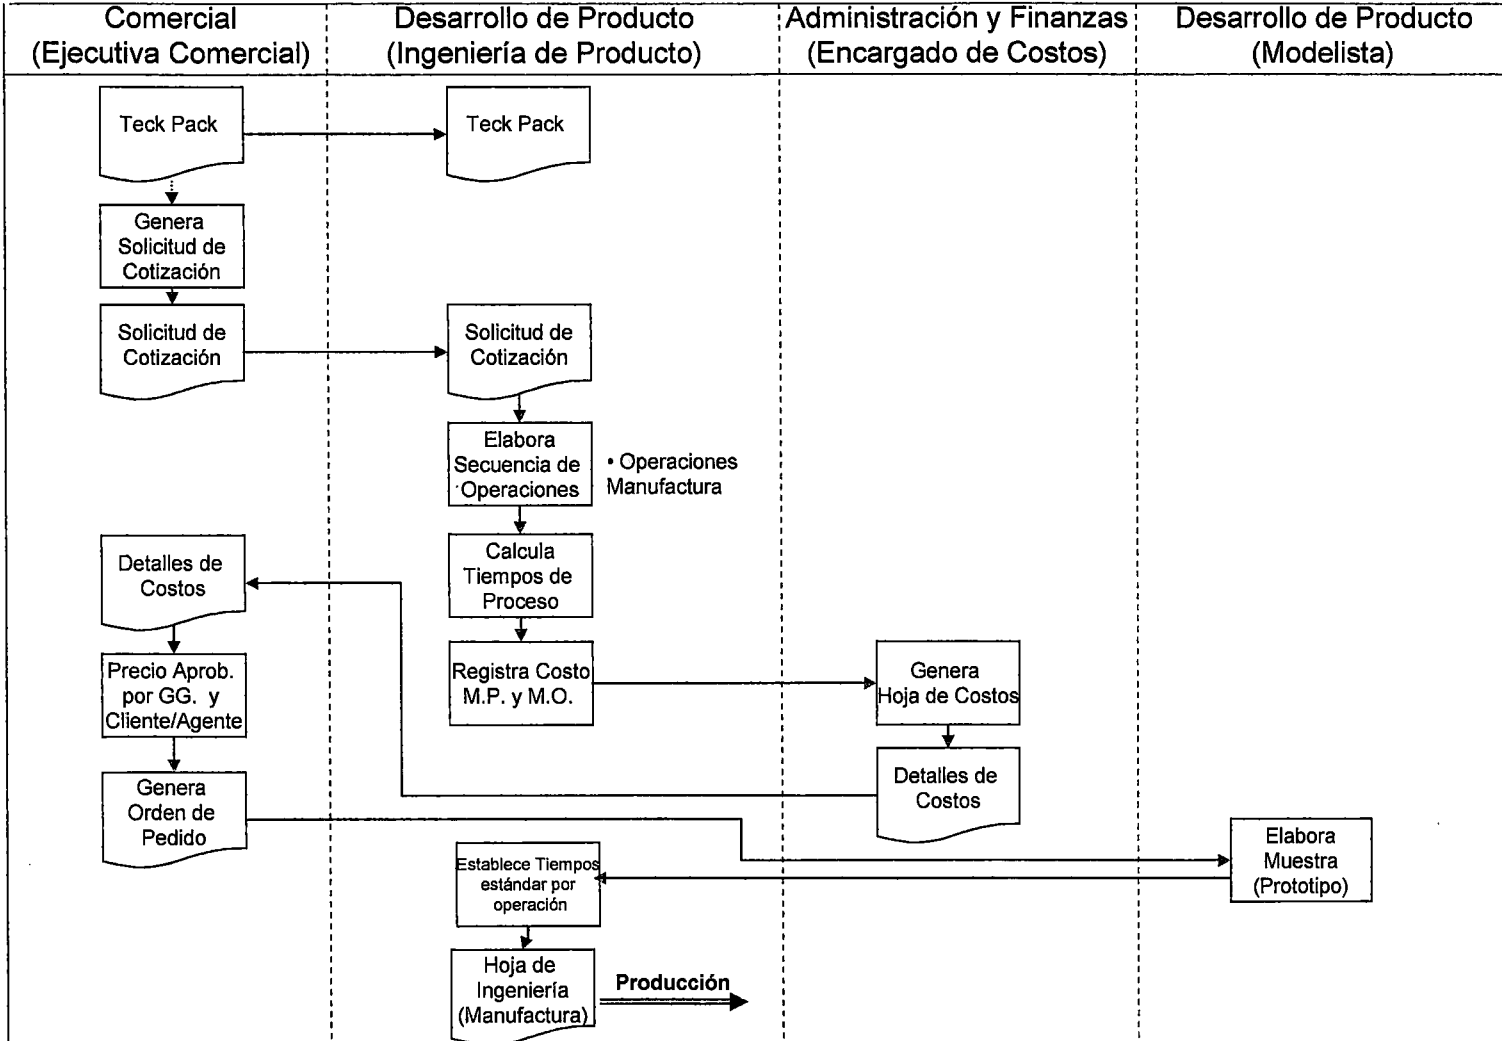 Comercial
(Ejecutiva Comercial)
Desarrollo de Producto
(Ingeniería de Producto)
Administración y Finanzas
(Encargado de Costos)
Desarrollo de Producto
(Modelista)
Teck Pack
Teck Pack
Genera
Solicitud de
Cotización
Solicitud de
Cotización
Solicitud de
Cotización
Elabora
Secuencia de
Operaciones
• Operaciones
Manufactura
Detalles de
Costos
Calcula
Tiempos de
Proceso
Precio Aprob.
por GG. y
Cliente/Agente
Registra Costo
M.P. y M.O.
Genera
Hoja de Costos
Genera
Orden de
Pedido
Detalles de
Costos
Elabora
Muestra
(Prototipo)
Establece Tiempos
estándar por
operación
Hoja de
Ingeniería
(Manufactura)
Producción